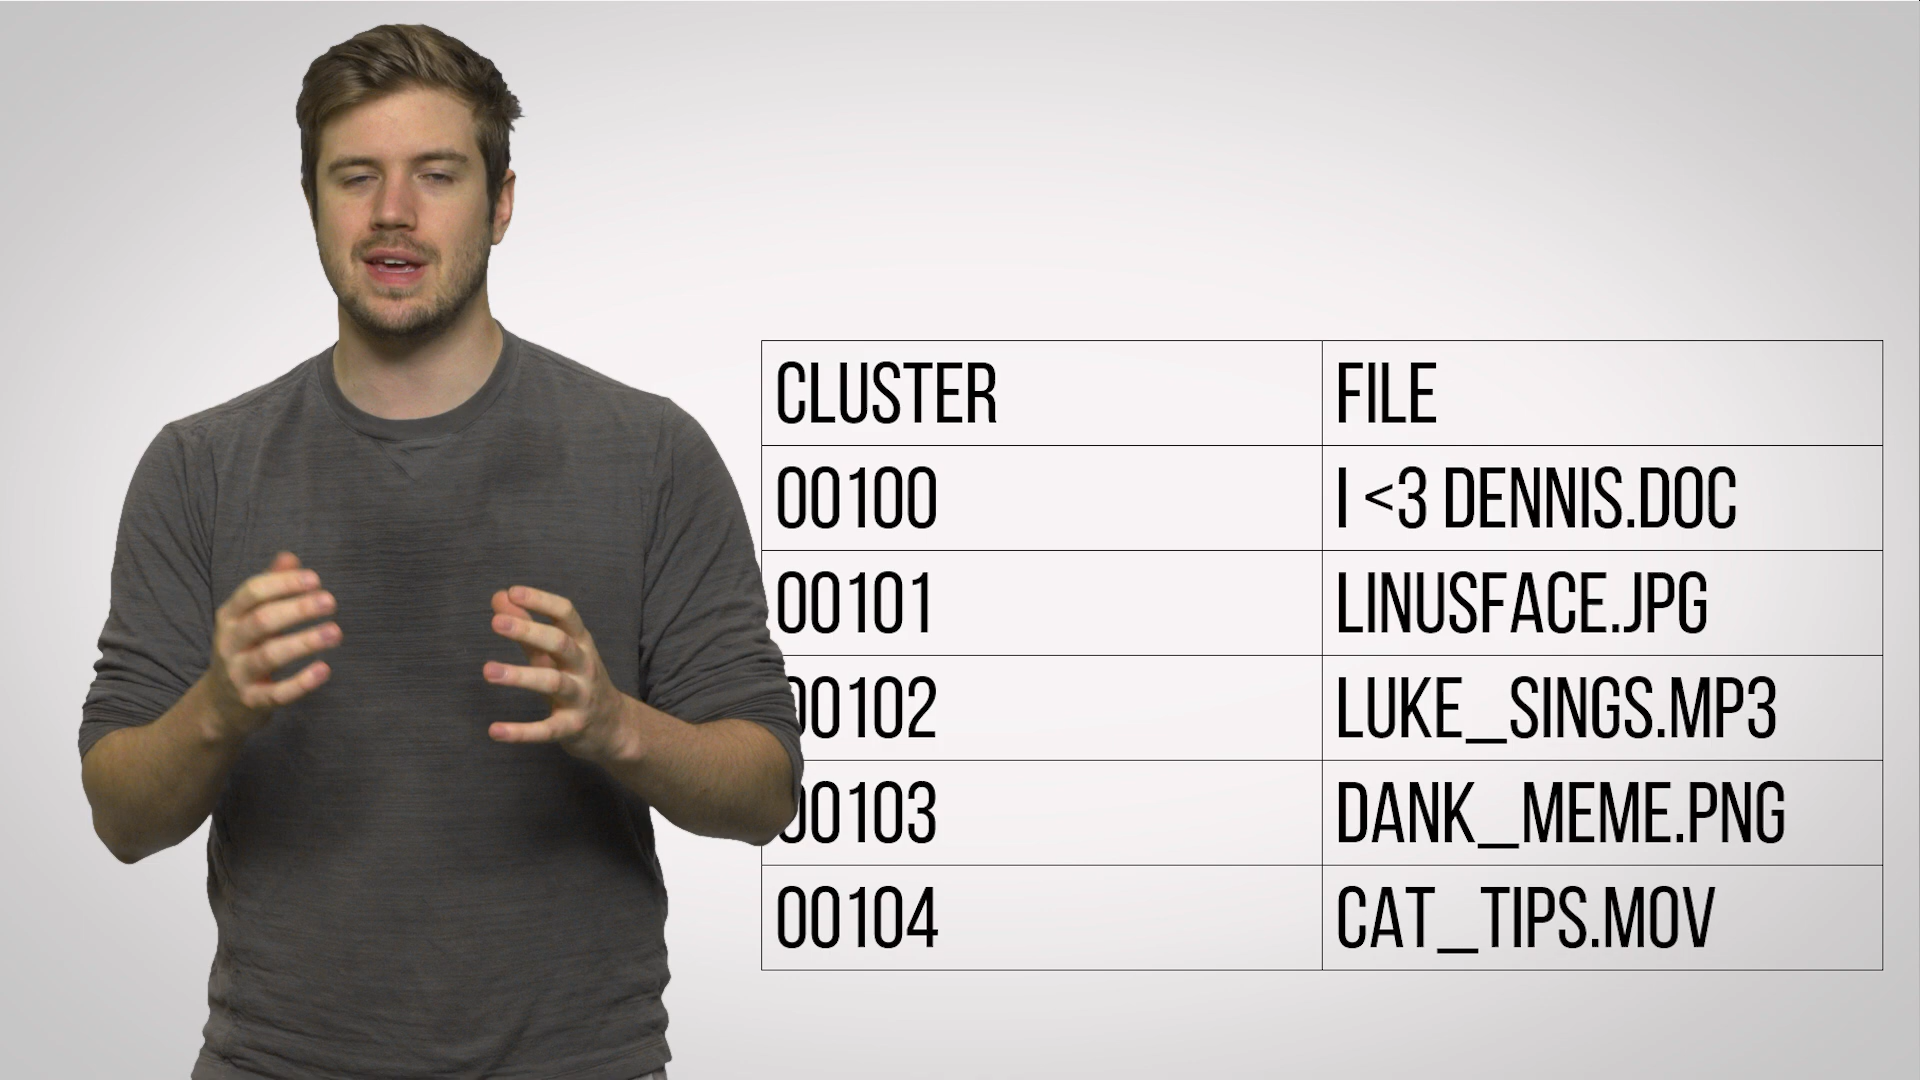 CLUSTER FILE
00100 I <3 DENNIS.DOC
00101 LINUSFACE.JPG
00102 LUKE_SINGS.MP3
00103 DANK_MEME.PNG
00104 CAT_TIPS.MOV